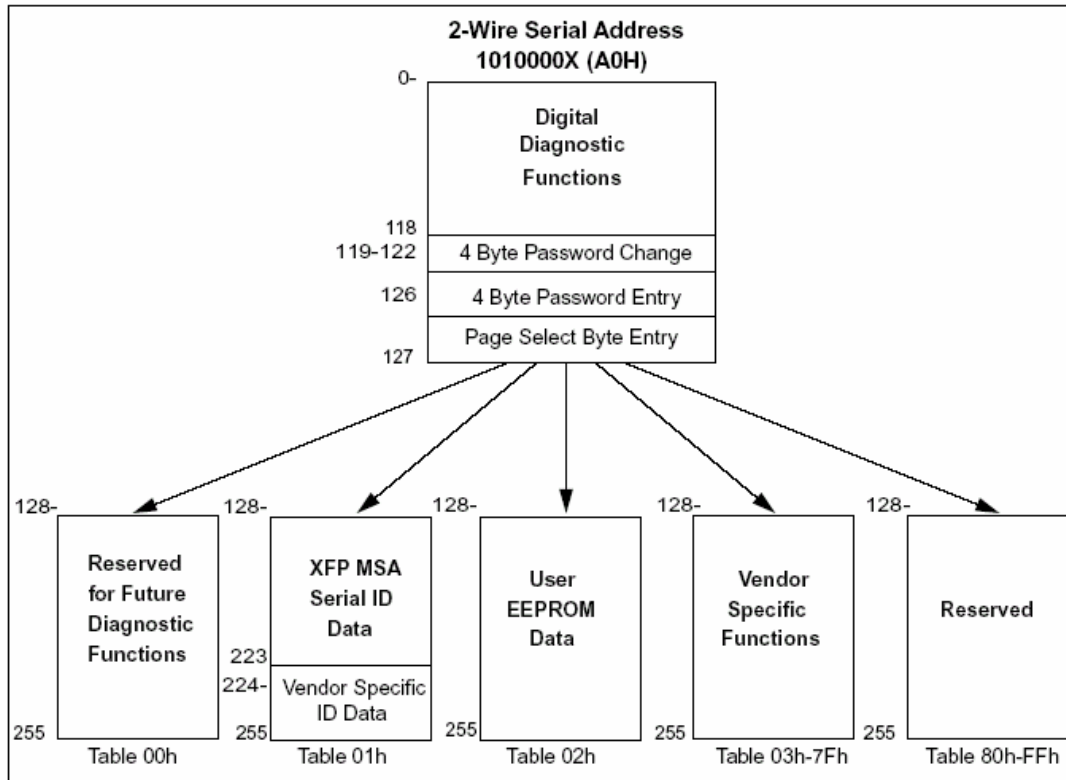 2-Wire Serial Address
1010000X (A0H)
0-
Digital
Diagnostic
Functions
118
119-122
4 Byte Password Change
126
4 Byte Password Entry
Page Select Byte Entry
127
128-
Reserved
for Future
Diagnostic
Functions
255
Table 00h
128-
XFP MSA
Serial ID
Data
223
224-
Vendor Specific
ID Data
255
Table 01h
128-
User
EEPROM
Data
255
Table 02h
128-
Vendor
Specific
Functions
255
Table 03h-7Fh
128-
Reserved
255
Table 80h-FFh